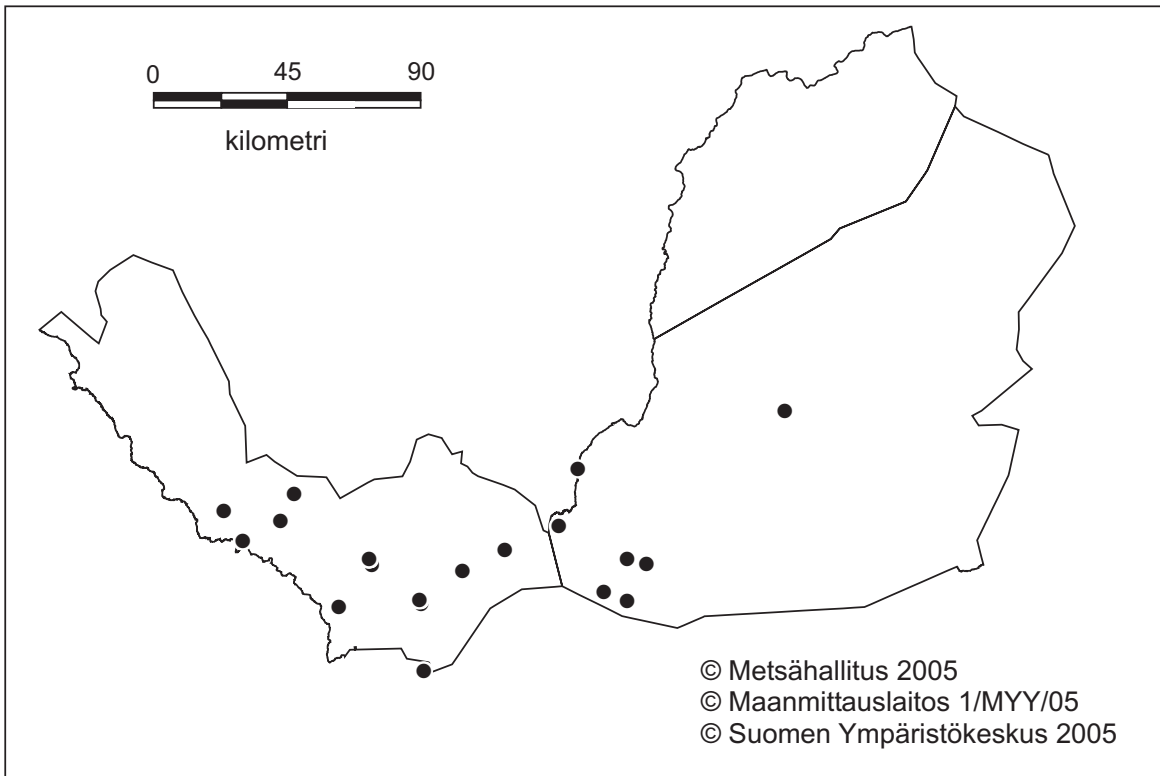 0 45 90
kilometri
© Metsähallitus 2005
© Maanmittauslaitos 1/MYY/05
© Suomen Ympäristökeskus 2005